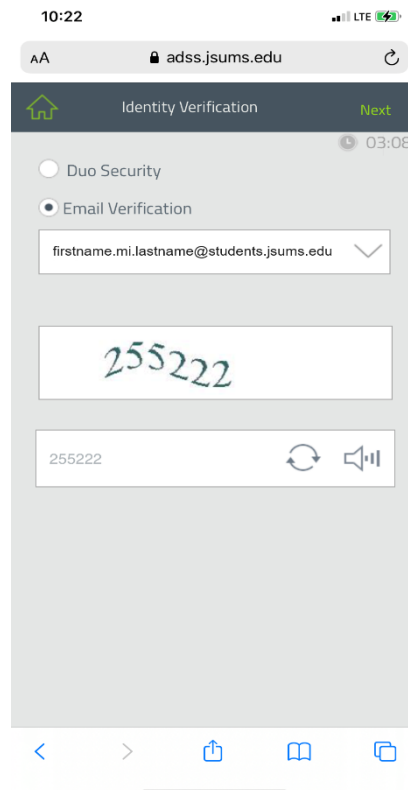 10:22 LTE
AA adss.jsums.edu
Identity Verification Next
03:08
Duo Security
Email Verification
firstname.mi.lastname@students.jsums.edu
255222
255222